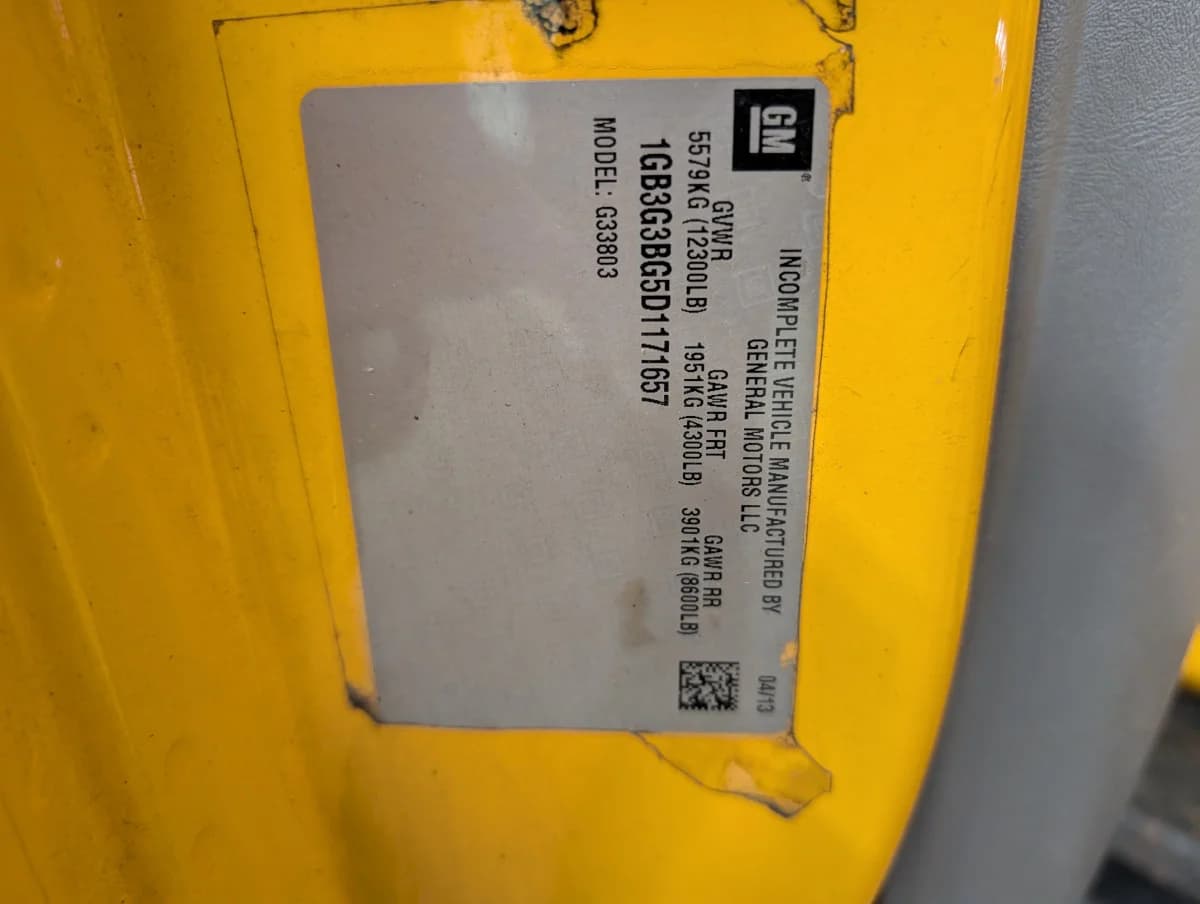 GM
INCOMPLETE VEHICLE MANUFACTURED BY 04/13
GENERAL MOTORS LLC
GVWR GAWR FRT GAWR RR
5579KG (12300LB) 1951KG (4300LB) 3901KG (8600LB)
1GB3G3BG5D1171657
MODEL: G33803